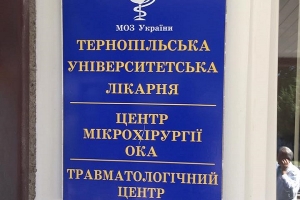 МОЗ України
ТЕРНОПІЛЬСЬКА
УНІВЕРСИТЕТСЬКА
ЛІКАРНЯ
ЦЕНТР
МІКРОХІРУРГІЇ
ОКА
ТРАВМАТОЛОГІЧНИЙ
ЦЕНТР